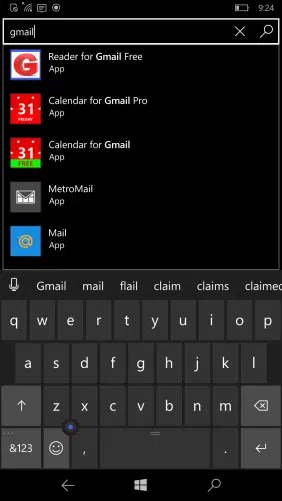 9:24
gmail
Reader for Gmail Free
App
31
FRIDAY
Calendar for Gmail Pro
App
31
FREE
Calendar for Gmail
App
MetroMail
App
@
Mail
App
Gmail mail flail claim claims claimed
q w e r t y u i o p
a s d f g h j k l
z x c v b n m
&123 , .